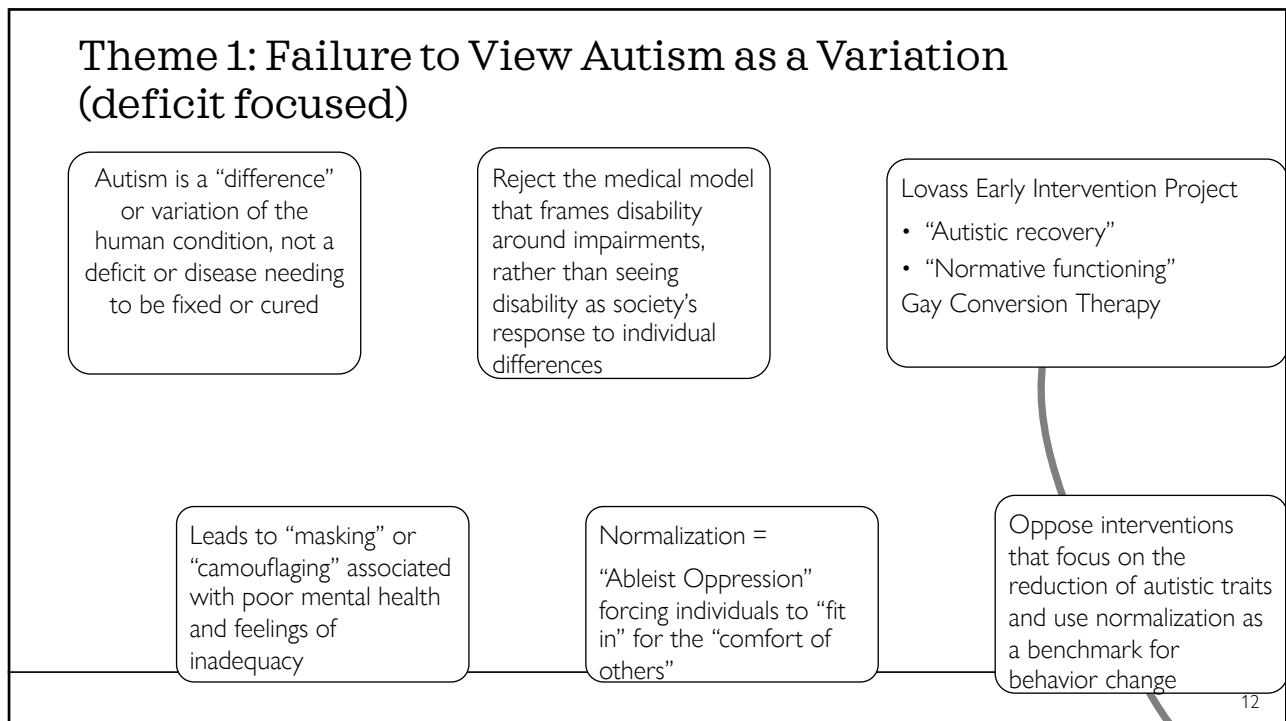 Theme 1: Failure to View Autism as a Variation
(deficit focused)
Autism is a “difference”
or variation of the
human condition, not a
deficit or disease needing
to be fixed or cured
Reject the medical model
that frames disability
around impairments,
rather than seeing
disability as society’s
response to individual
differences
Lovass Early Intervention Project
• “Autistic recovery”
• “Normative functioning”
Gay Conversion Therapy
Leads to “masking” or
“camouflaging” associated
with poor mental health
and feelings of
inadequacy
Normalization =
“Ableist Oppression”
forcing individuals to “fit
in” for the “comfort of
others”
Oppose interventions
that focus on the
reduction of autistic traits
and use normalization as
a benchmark for
behavior change
12